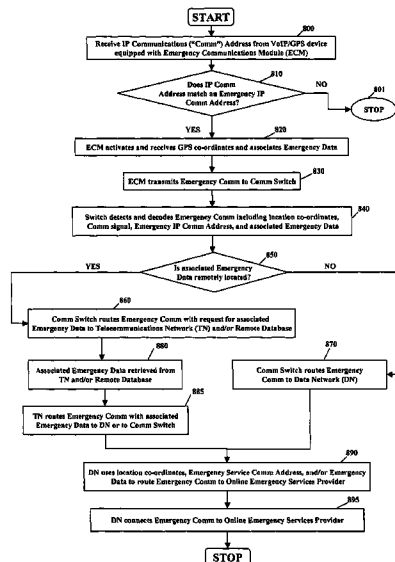 START
800
Receive IP Communications ("Comm") Address from VoIP/GPS device
equipped with Emergency Communications Module (ECM)
810
Does IP Comm
Address match an Emergency IP
Comm Address?
NO
801
STOP
YES
820
ECM activates and receives GPS co-ordinates and associates Emergency Data
830
ECM transmits Emergency Comm to Comm Switch
840
Switch detects and decodes Emergency Comm including location co-ordinates,
Comm signal, Emergency IP Comm Address, and associated Emergency Data
850
YES
Is associated Emergency
Data remotely located?
NO
860
Comm Switch routes Emergency Comm with request for associated
Emergency Data to Telecommunications Network (TN) and/or Remote Database
880
Associated Emergency Data retrieved from
TN and/or Remote Database
870
Comm Switch routes Emergency
Comm to Data Network (DN)
885
TN routes Emergency Comm with associated
Emergency Data to DN or to Comm Switch
890
DN uses location co-ordinates, Emergency Service Comm Address, and/or Emergency
Data to route Emergency Comm to Online Emergency Services Provider
895
DN connects Emergency Comm to Online Emergency Services Provider
STOP